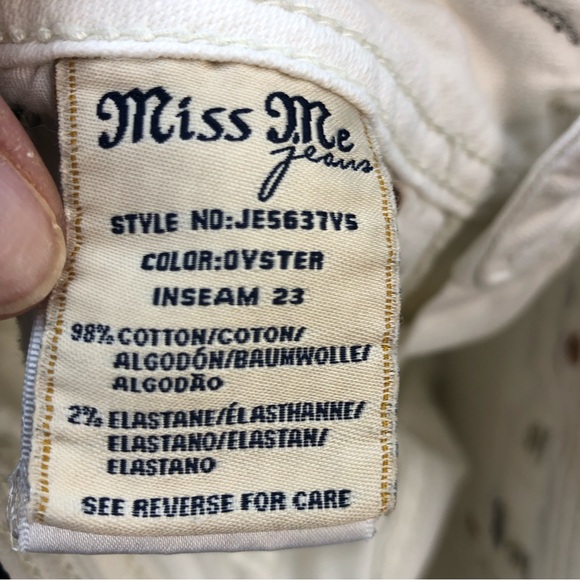 Miss Me
jeans
STYLE NO:JE5637YS
COLOR:OYSTER
INSEAM 23
98% COTTON/COTON/
ALGODÓN/BAUMWOLLE/
ALGODÃO
2% ELASTANE/ÉLASTHANNE/
ELASTANO/ELASTAN/
ELASTANO
SEE REVERSE FOR CARE